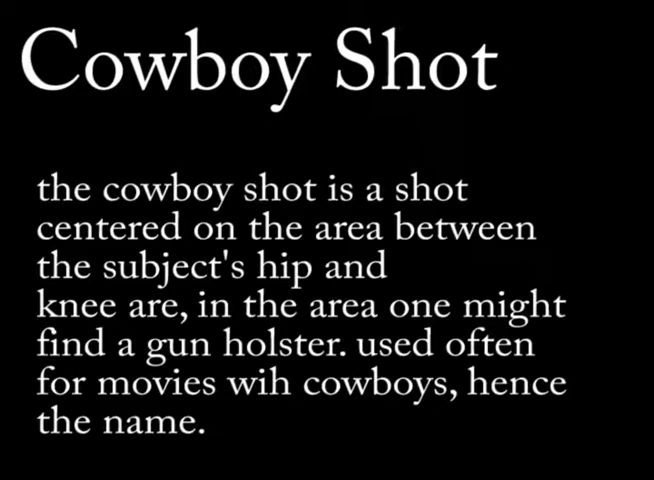 Cowboy Shot
the cowboy shot is a shot
centered on the area between
the subject's hip and
knee are, in the area one might
find a gun holster. used often
for movies wih cowboys, hence
the name.